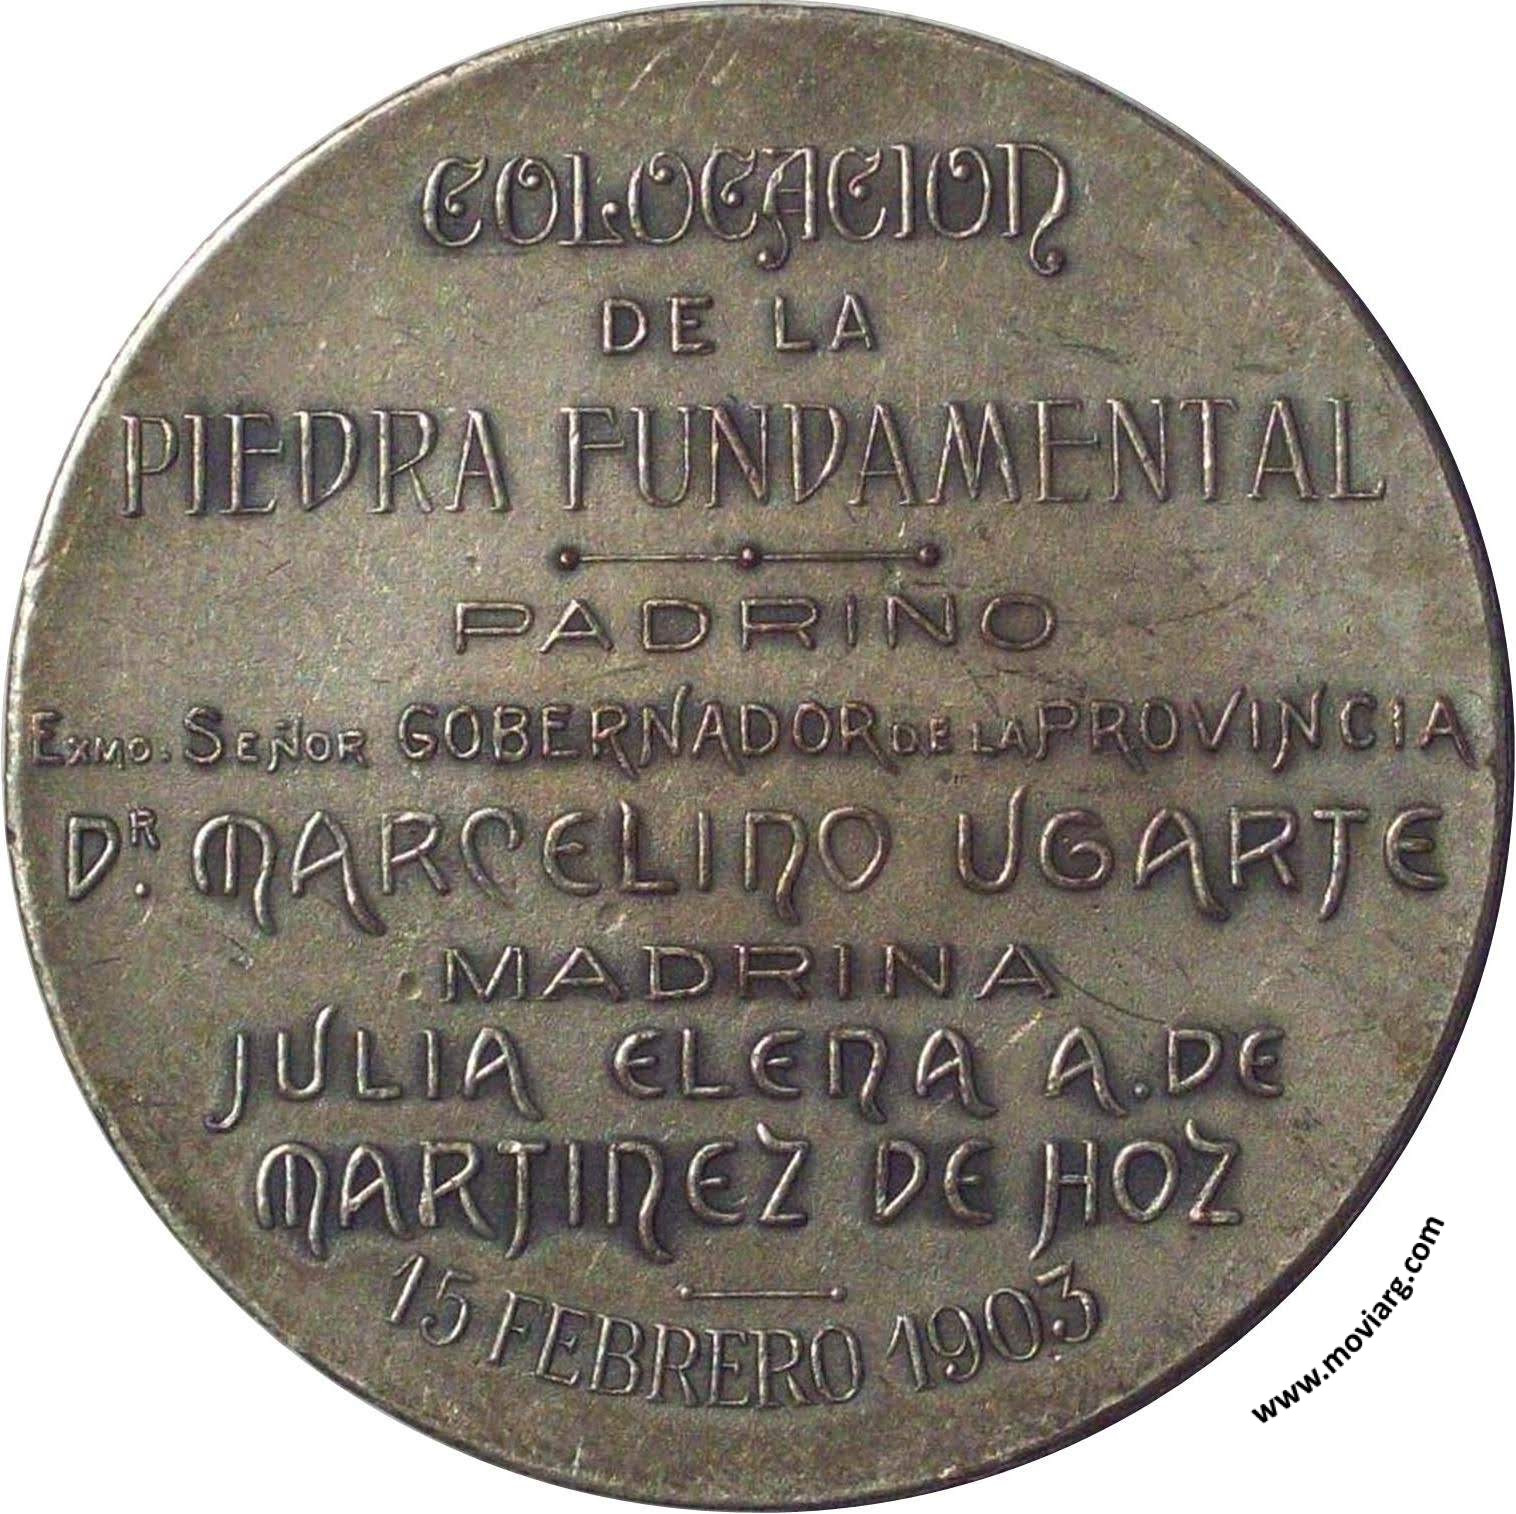 COLOCACION
DE LA
PIEDRA FUNDAMENTAL
PADRIÑO
EXMO. SEÑOR GOBERNADOR DE LA PROVINCIA
DR. MARCELINO UGARTE
MADRINA
JULIA ELENA A. DE
MARTINEZ DE HOZ
15 FEBRERO 1903
www.moviarg.com